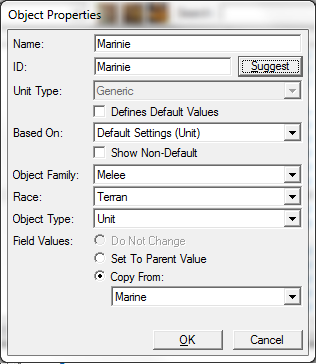 Object Properties
Name: Marinie
ID: Marinie Suggest
Unit Type: Generic
Defines Default Values
Based On: Default Settings (Unit)
Show Non-Default
Object Family: Melee
Race: Terran
Object Type: Unit
Field Values: Do Not Change
Set To Parent Value
Copy From:
Marine
OK Cancel